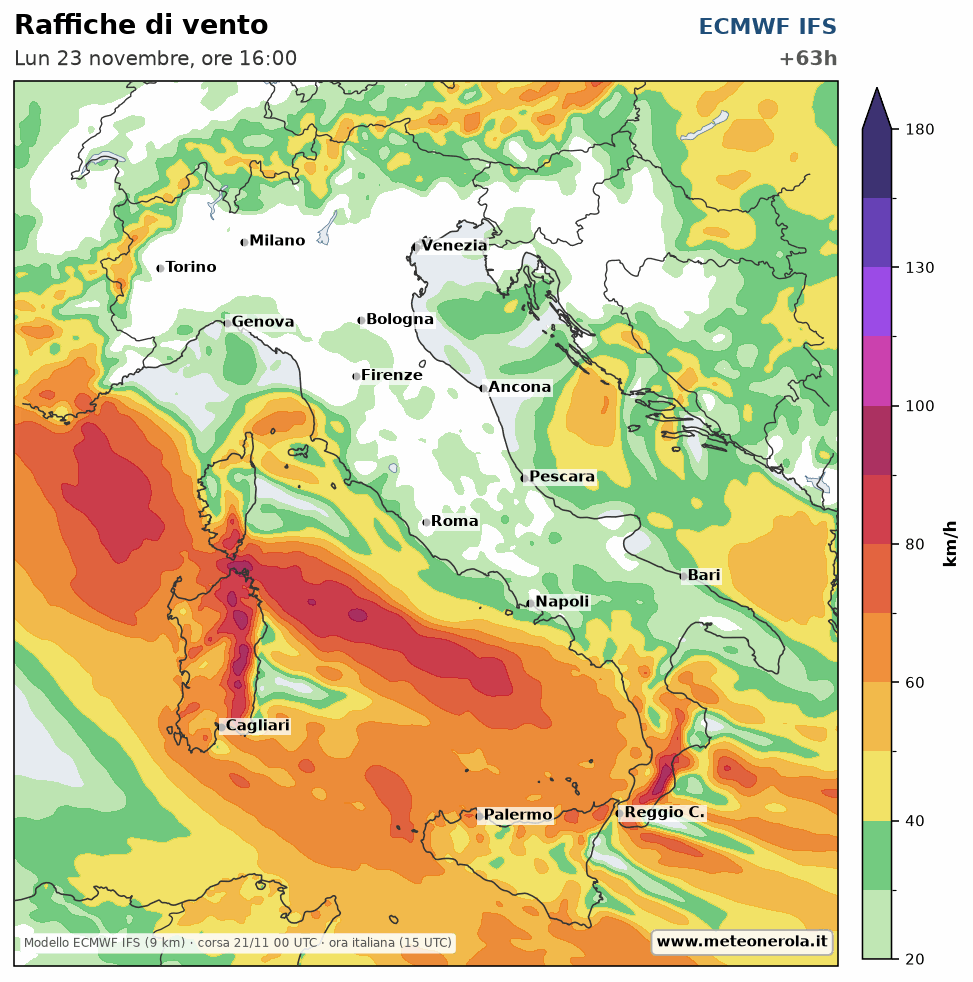 Raffiche di vento
ECMWF IFS
Lun 23 novembre, ore 16:00
+63h
180
Milano
Venezia
Torino
130
Genova
Bologna
Firenze
Ancona
100
Pescara
Roma
80
km/h
Bari
Napoli
60
Cagliari
Palermo
Reggio C.
40
Modello ECMWF IFS (9 km) · corsa 21/11 00 UTC · ora italiana (15 UTC)
www.meteonerola.it
20